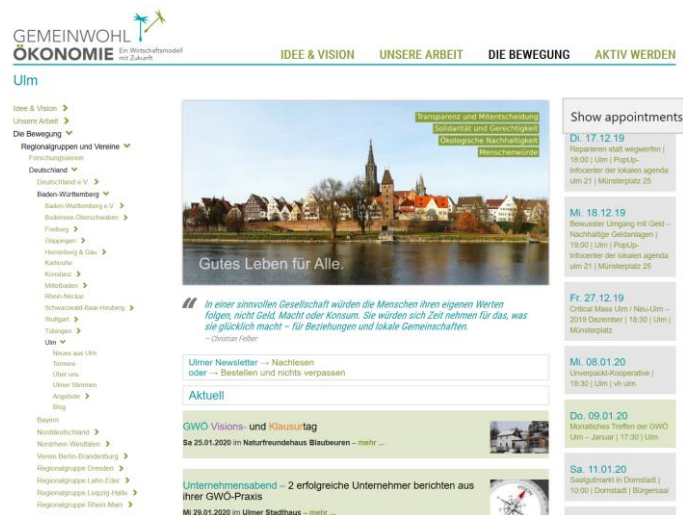 GEMEINWOHL
ÖKONOMIE Ein Wirtschaftsmodell
mit Zukunft
IDEE & VISION UNSERE ARBEIT DIE BEWEGUNG AKTIV WERDEN
Ulm
Idee & Vision
Unsere Arbeit
Die Bewegung
Regionalgruppen und Vereine
Forschungsverein
Deutschland
Deutschland e.V.
Baden-Württemberg
Baden-Württemberg e.V.
Bodensee-Oberschwaben
Freiburg
Göppingen
Herrenberg & Gäu
Karlsruhe
Konstanz
Mittelbaden
Rhein-Neckar
Schwarzwald-Baar-Heuberg
Stuttgart
Tübingen
Ulm
Neues aus Ulm
Termine
Über uns
Ulmer Stimmen
Angebote
Blog
Bayern
Norddeutschland
Nordrhein Westfalen
Verein Berlin-Brandenburg
Regionalgruppe Dresden
Regionalgruppe Lahn-Eder
Regionalgruppe Leipzig-Halle
Regionalgruppe Rhein-Main
Transparenz und Mitentscheidung
Solidarität und Gerechtigkeit
Ökologische Nachhaltigkeit
Menschenwürde
Gutes Leben für Alle.
In einer sinnvollen Gesellschaft würden die Menschen ihren eigenen Werten
folgen, nicht Geld, Macht oder Konsum. Sie würden sich Zeit nehmen für das, was
sie glücklich macht – für Beziehungen und lokale Gemeinschaften.
– Christian Felber
Ulmer Newsletter → Nachlesen
oder → Bestellen und nichts verpassen
Aktuell
GWÖ Visions- und Klausurtag
Sa 25.01.2020 im Naturfreundehaus Blaubeuren – mehr ...
Unternehmensabend – 2 erfolgreiche Unternehmer berichten aus
ihrer GWÖ-Praxis
Mi 29.01.2020 im Ulmer Stadthaus – mehr ...
Show appointments
Di. 17.12.19
Reparieren statt wegwerfen |
18:00 | Ulm | PopUp-
Infocenter der lokalen agenda
ulm 21 | Münsterplatz 25
Mi. 18.12.19
Bewusster Umgang mit Geld –
Nachhaltige Geldanlagen |
19:00 | Ulm | PopUp-
Infocenter der lokalen agenda
ulm 21 | Münsterplatz 25
Fr. 27.12.19
Critical Mass Ulm / Neu-Ulm –
2019 Dezember | 18:30 | Ulm |
Münsterplatz
Mi. 08.01.20
Unverpackt-Kooperative |
19:30 | Ulm | vh ulm
Do. 09.01.20
Monatliches Treffen der GWÖ
Ulm – Januar | 17:30 | Ulm
Sa. 11.01.20
Saatgutmarkt in Dornstadt |
10:00 | Dornstadt | Bürgersaal